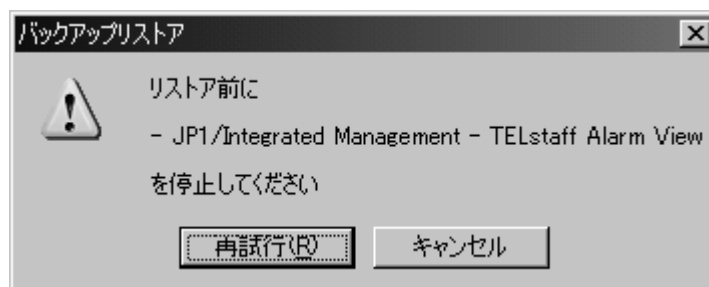 バックアップリストア
リストア前に
- JP1/Integrated Management - TELstaff Alarm View
を停止してください
再試行(R) キャンセル